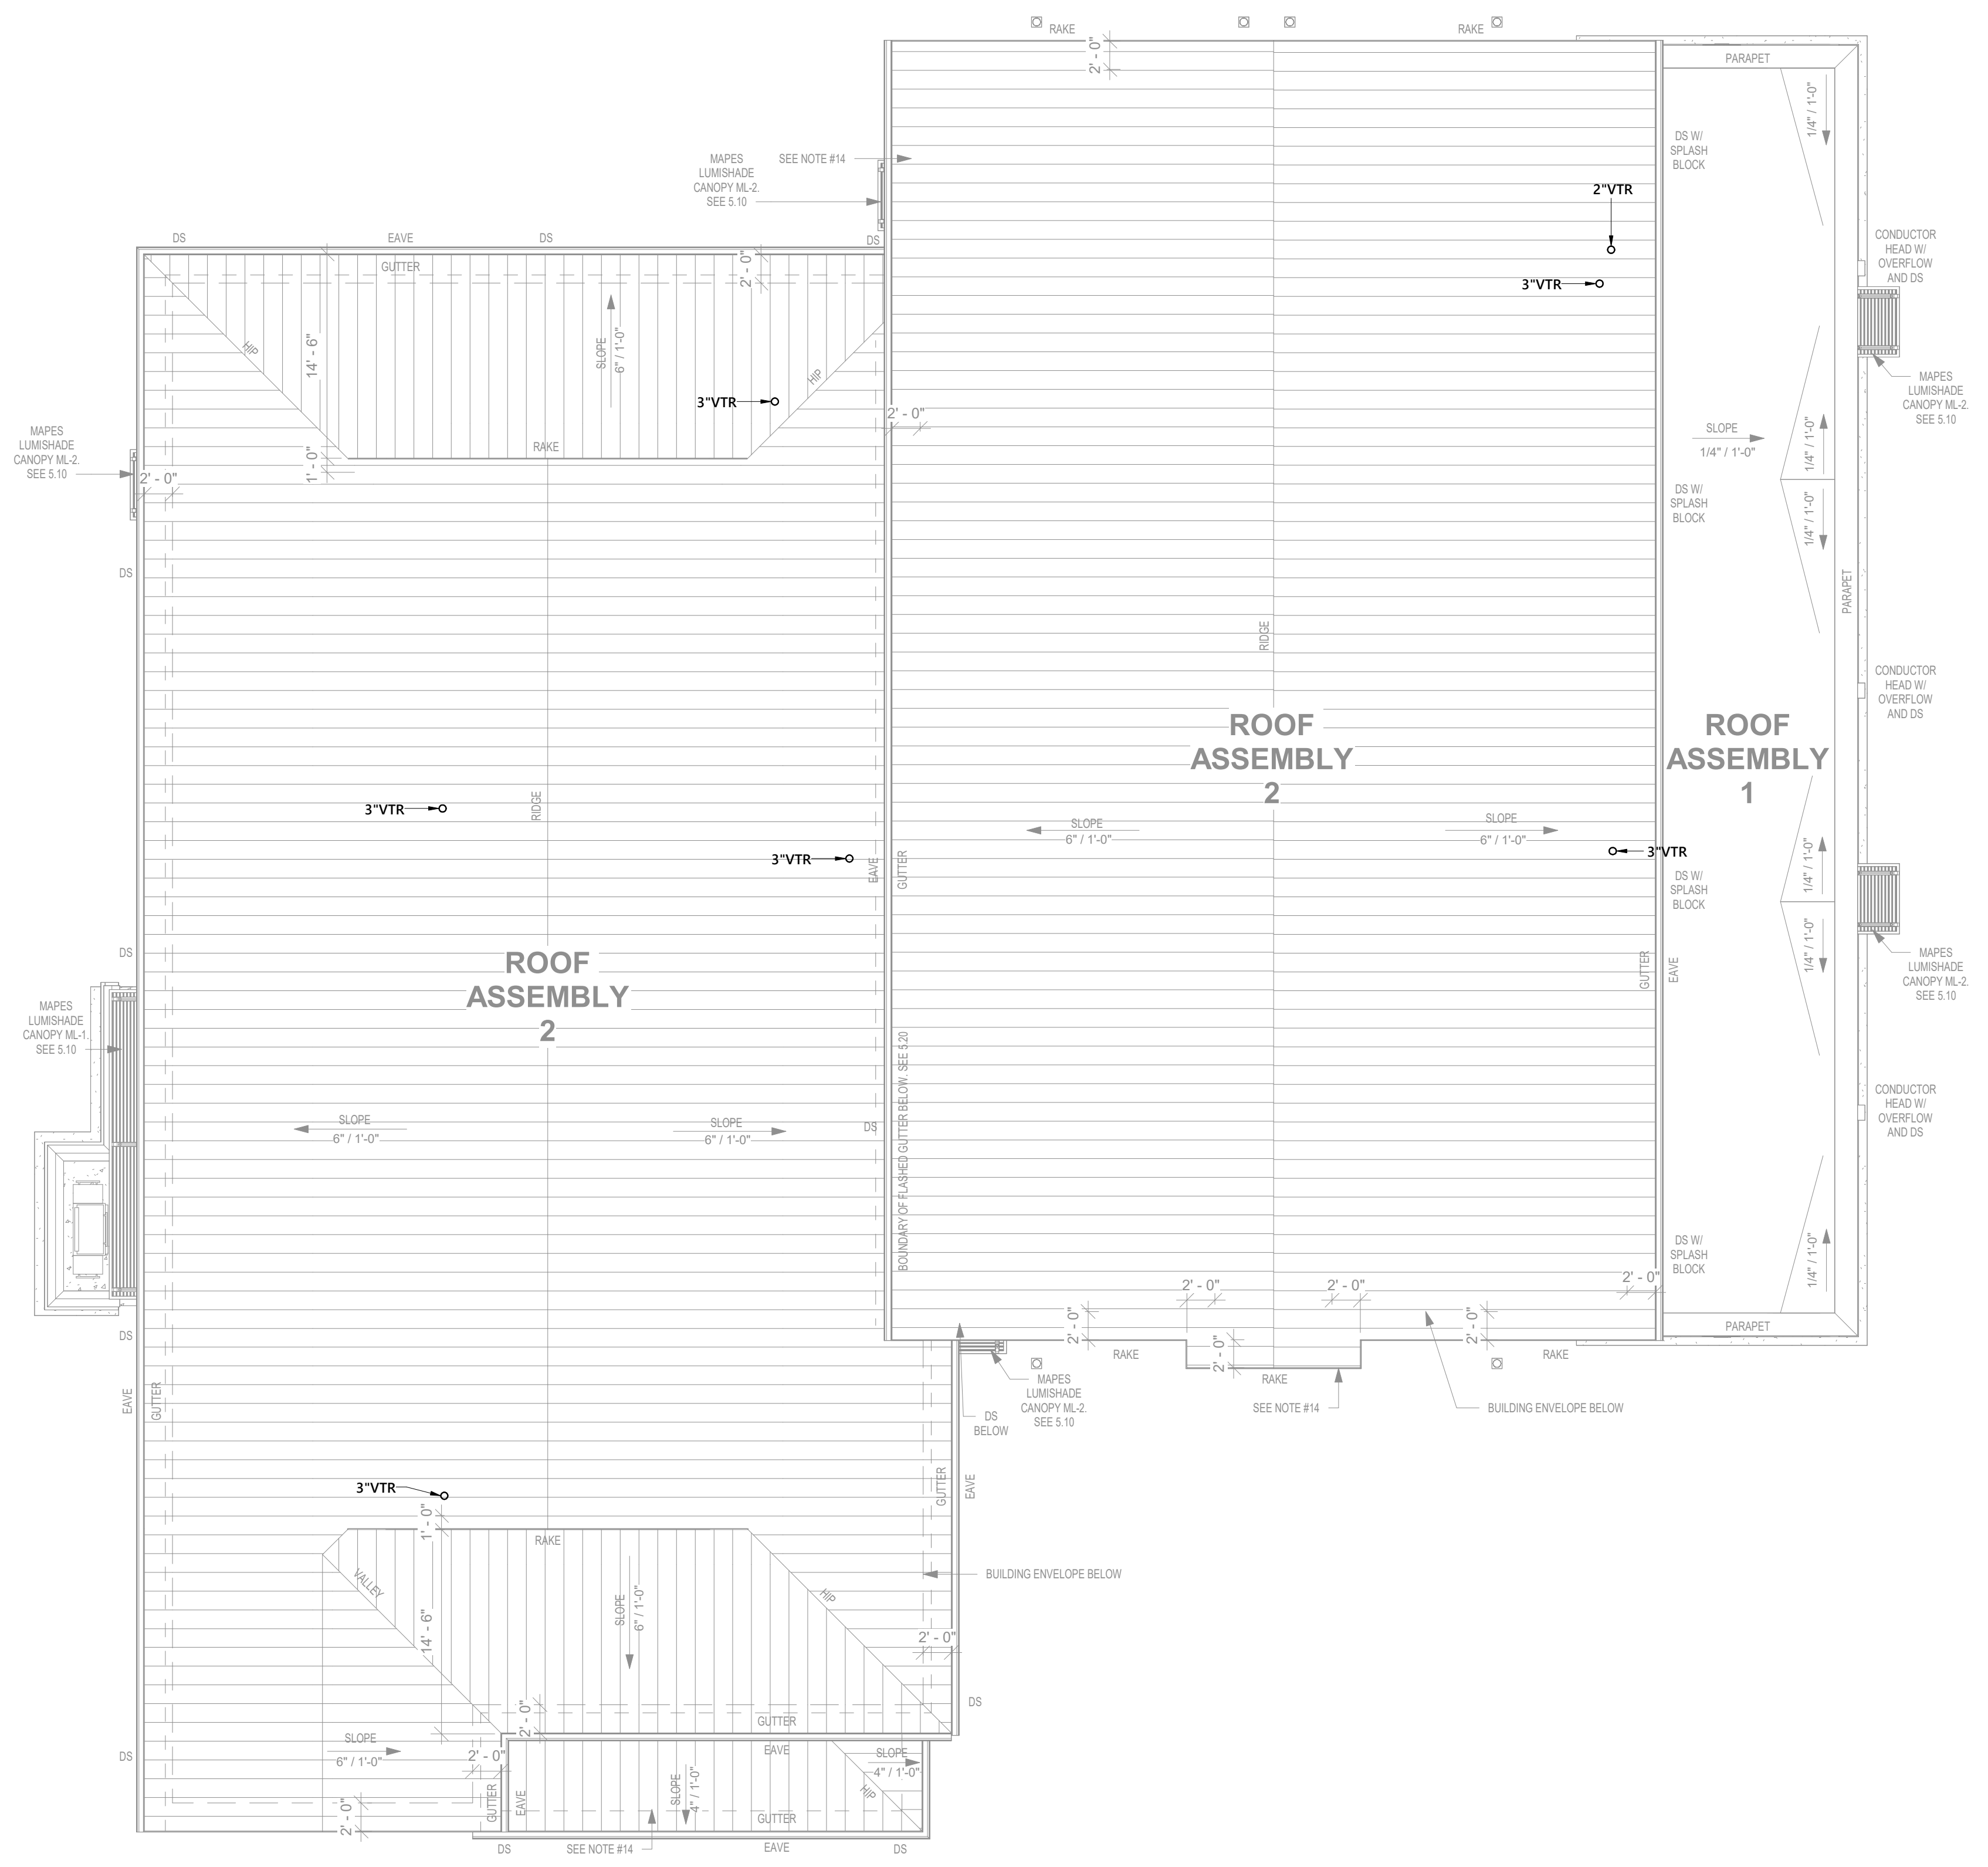 RAKE
RAKE
2' - 0"
PARAPET
1/4" / 1'-0"
DS W/
SPLASH
BLOCK
MAPES
LUMISHADE
CANOPY ML-2.
SEE 5.10
SEE NOTE #14
2"VTR
3"VTR
CONDUCTOR
HEAD W/
OVERFLOW
AND DS
DS
EAVE
DS
DS
GUTTER
2' - 0"
HIP
14' - 6"
SLOPE
6" / 1'-0"
HIP
3"VTR
MAPES
LUMISHADE
CANOPY ML-2.
SEE 5.10
2' - 0"
RAKE
1' - 0"
MAPES
LUMISHADE
CANOPY ML-2.
SEE 5.10
2' - 0"
SLOPE
1/4" / 1'-0"
1/4" / 1'-0"
DS W/
SPLASH
BLOCK
1/4" / 1'-0"
DS
PARAPET
RIDGE
CONDUCTOR
HEAD W/
OVERFLOW
AND DS
ROOF
ASSEMBLY
2
ROOF
ASSEMBLY
1
RIDGE
3"VTR
SLOPE
6" / 1'-0"
SLOPE
6" / 1'-0"
3"VTR
3"VTR
EAVE
GUTTER
DS W/
SPLASH
BLOCK
1/4" / 1'-0"
1/4" / 1'-0"
DS
ROOF
ASSEMBLY
2
GUTTER
EAVE
MAPES
LUMISHADE
CANOPY ML-2.
SEE 5.10
MAPES
LUMISHADE
CANOPY ML-1.
SEE 5.10
BOUNDARY OF FLASHED GUTTER BELOW. SEE 5.20
CONDUCTOR
HEAD W/
OVERFLOW
AND DS
SLOPE
6" / 1'-0"
SLOPE
6" / 1'-0"
DS
DS W/
SPLASH
BLOCK
1/4" / 1'-0"
2' - 0"
2' - 0"
2' - 0"
2' - 0"
2' - 0"
2' - 0"
PARAPET
DS
RAKE
RAKE
RAKE
MAPES
LUMISHADE
CANOPY ML-2.
SEE 5.10
DS
BELOW
SEE NOTE #14
BUILDING ENVELOPE BELOW
EAVE
GUTTER
GUTTER
EAVE
3"VTR
1' - 0"
RAKE
BUILDING ENVELOPE BELOW
VALLEY
14' - 6"
SLOPE
6" / 1'-0"
HIP
2' - 0"
DS
2' - 0"
GUTTER
SLOPE
6" / 1'-0"
2' - 0"
EAVE
SLOPE
4" / 1'-0"
DS
GUTTER
EAVE
SLOPE
4" / 1'-0"
HIP
2' - 0"
GUTTER
DS
SEE NOTE #14
EAVE
DS